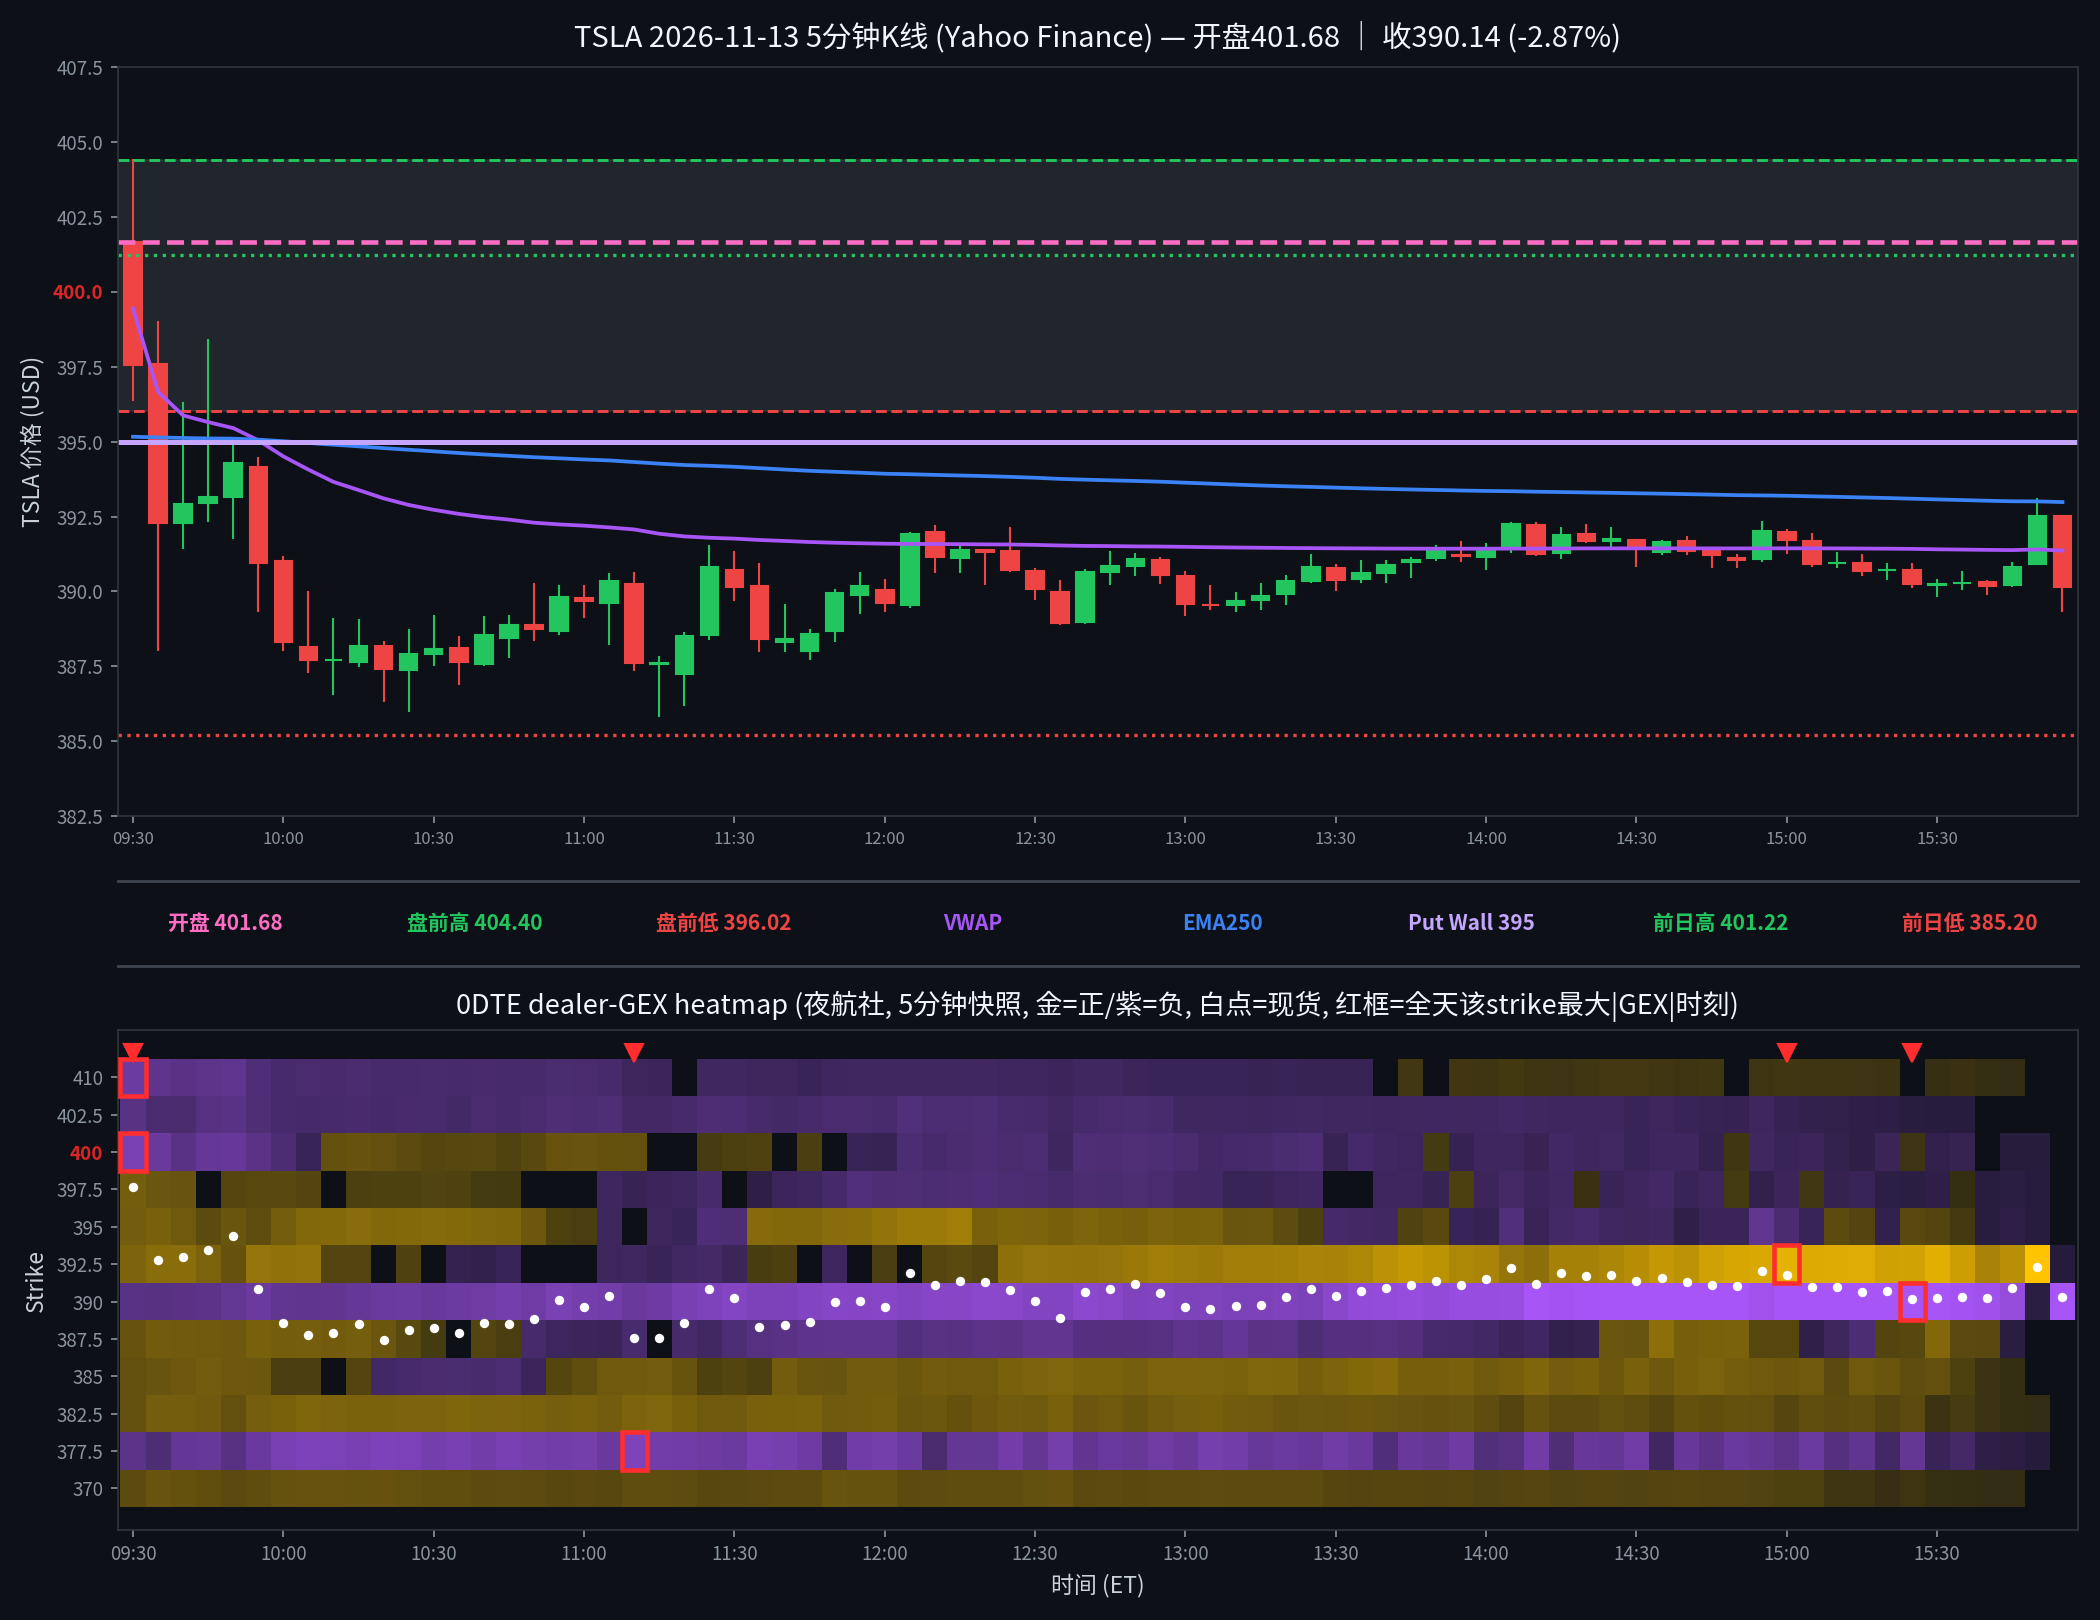 TSLA 2026-11-13 5分钟K线 (Yahoo Finance) — 开盘401.68 | 收390.14 (-2.87%)
TSLA 价格 (USD)
407.5
405.0
402.5
400.0
397.5
395.0
392.5
390.0
387.5
385.0
382.5
09:30 10:00 10:30 11:00 11:30 12:00 12:30 13:00 13:30 14:00 14:30 15:00 15:30
开盘 401.68 盘前高 404.40 盘前低 396.02 VWAP EMA250 Put Wall 395 前日高 401.22 前日低 385.20
0DTE dealer-GEX heatmap (夜航社, 5分钟快照, 金=正/紫=负, 白点=现货, 红框=全天该strike最大|GEX|时刻)
Strike
410
402.5
400
397.5
395
392.5
390
387.5
385
382.5
377.5
370
09:30 10:00 10:30 11:00 11:30 12:00 12:30 13:00 13:30 14:00 14:30 15:00 15:30
时间 (ET)